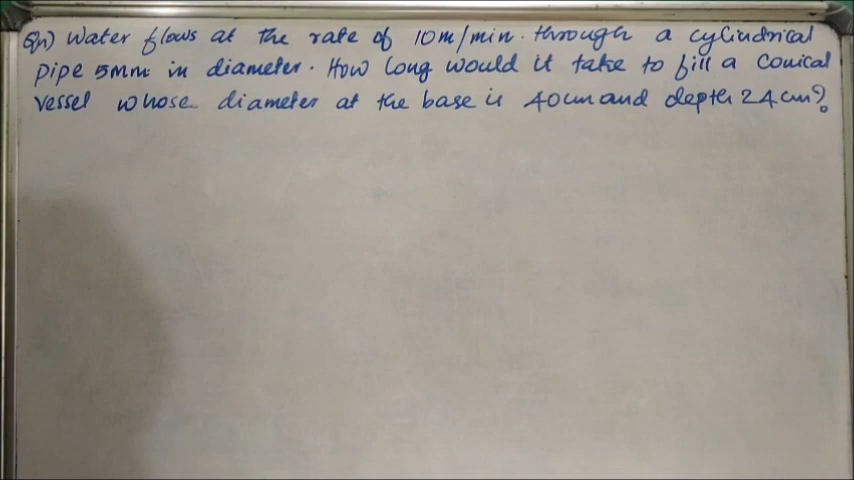 Qn) Water flows at the rate of 10m/min. through a cylindrical
pipe 5mm in diameter. How long would it take to fill a conical
vessel whose diameter at the base is 40cm and depth 24cm?